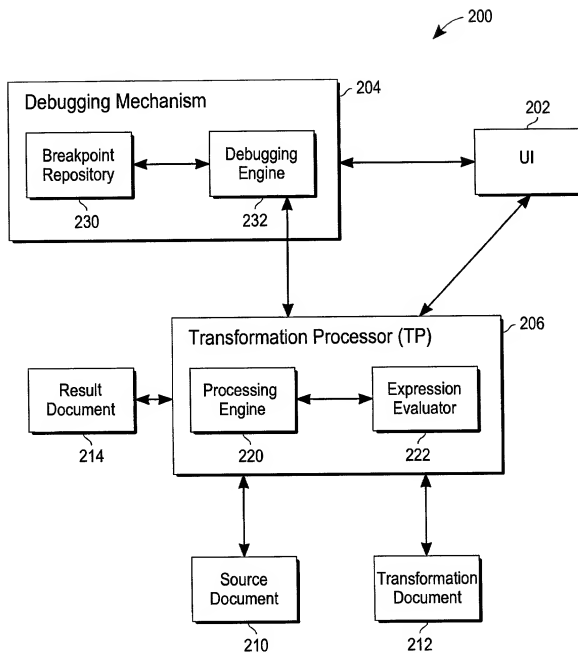 200
Debugging Mechanism
204
Breakpoint
Repository
230
Debugging
Engine
232
202
UI
Transformation Processor (TP)
206
Result
Document
214
Processing
Engine
220
Expression
Evaluator
222
Source
Document
210
Transformation
Document
212